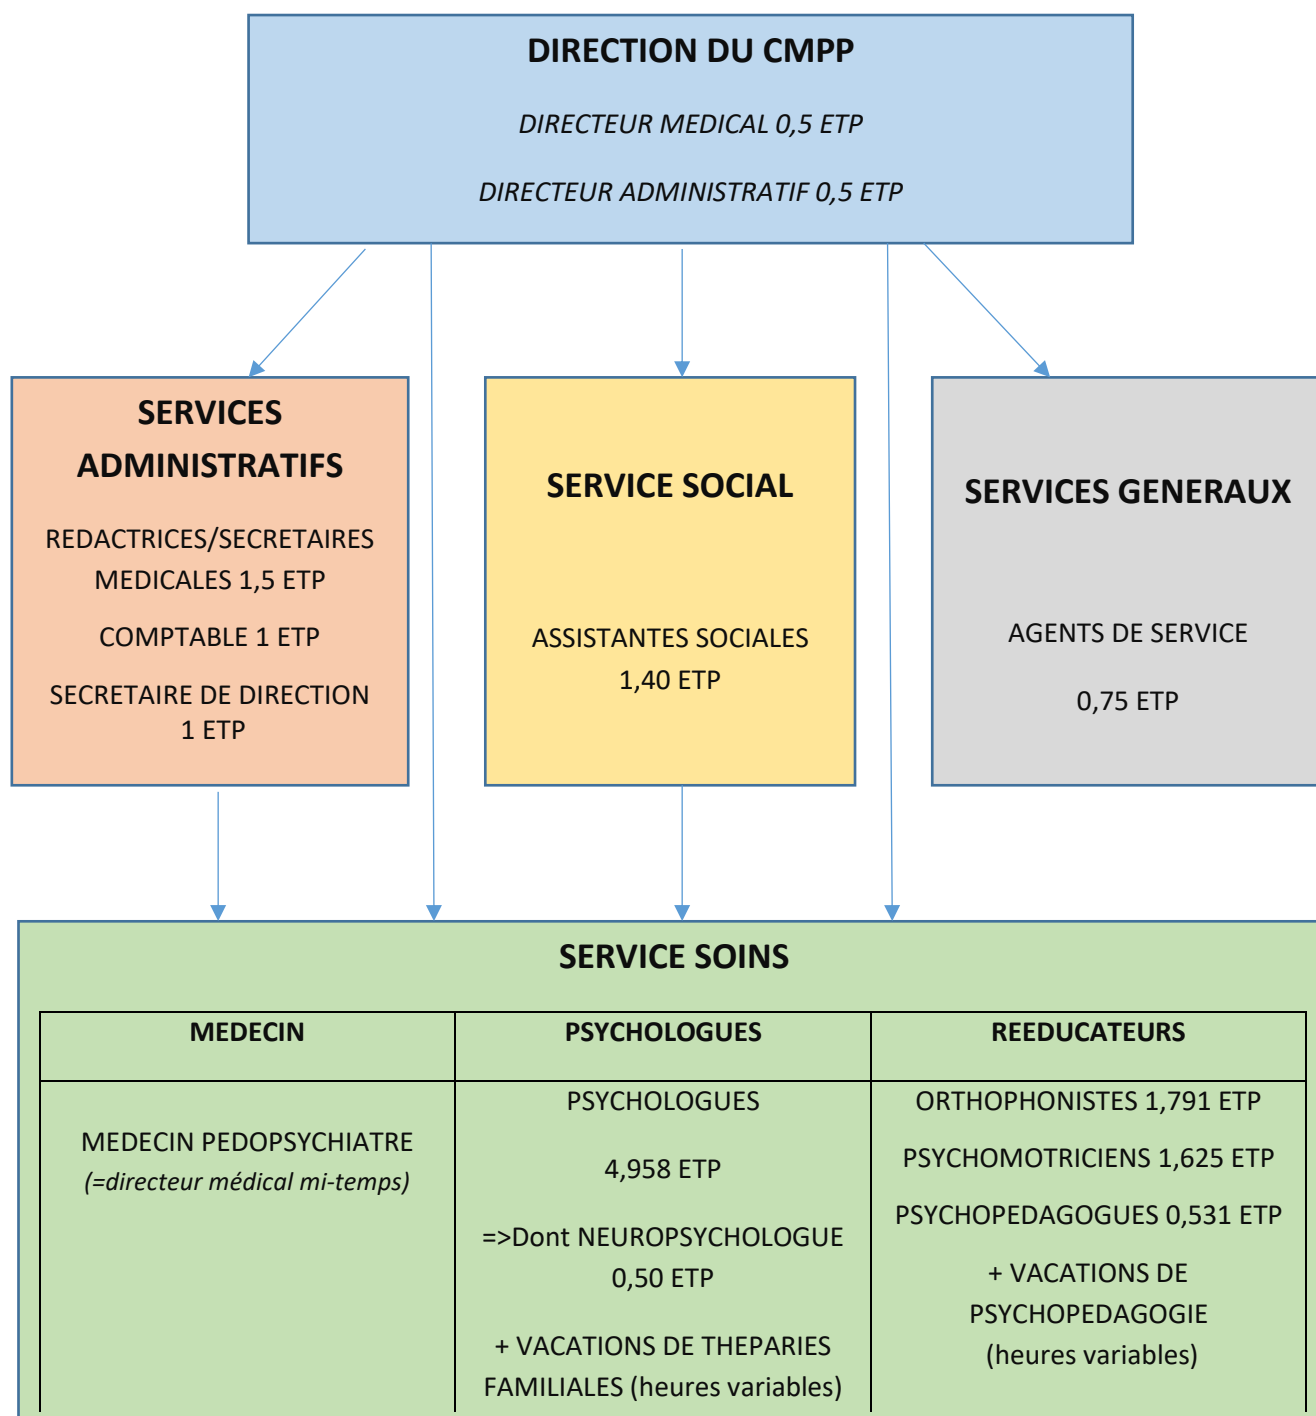 DIRECTION DU CMPP
DIRECTEUR MEDICAL 0,5 ETP
DIRECTEUR ADMINISTRATIF 0,5 ETP
SERVICES
ADMINISTRATIFS
REDACTRICES/SECRETAIRES
MEDICALES 1,5 ETP
COMPTABLE 1 ETP
SECRETAIRE DE DIRECTION
1 ETP
SERVICE SOCIAL
ASSISTANTES SOCIALES
1,40 ETP
SERVICES GENERAUX
AGENTS DE SERVICE
0,75 ETP
SERVICE SOINS
MEDECIN
MEDECIN PEDOPSYCHIATRE
(=directeur médical mi-temps)
PSYCHOLOGUES
PSYCHOLOGUES
4,958 ETP
=>Dont NEUROPSYCHOLOGUE
0,50 ETP
+ VACATIONS DE THEPARIES
FAMILIALES (heures variables)
REEDUCATEURS
ORTHOPHONISTES 1,791 ETP
PSYCHOMOTRICIENS 1,625 ETP
PSYCHOPEDAGOGUES 0,531 ETP
+ VACATIONS DE
PSYCHOPEDAGOGIE
(heures variables)